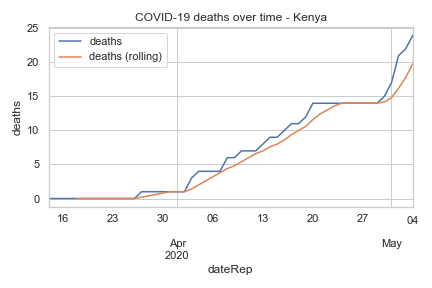 COVID-19 deaths over time - Kenya
deaths
deaths (rolling)
25
20
15
10
5
0
deaths
16 23 30 06 13 20 27 04
Apr May
2020
dateRep